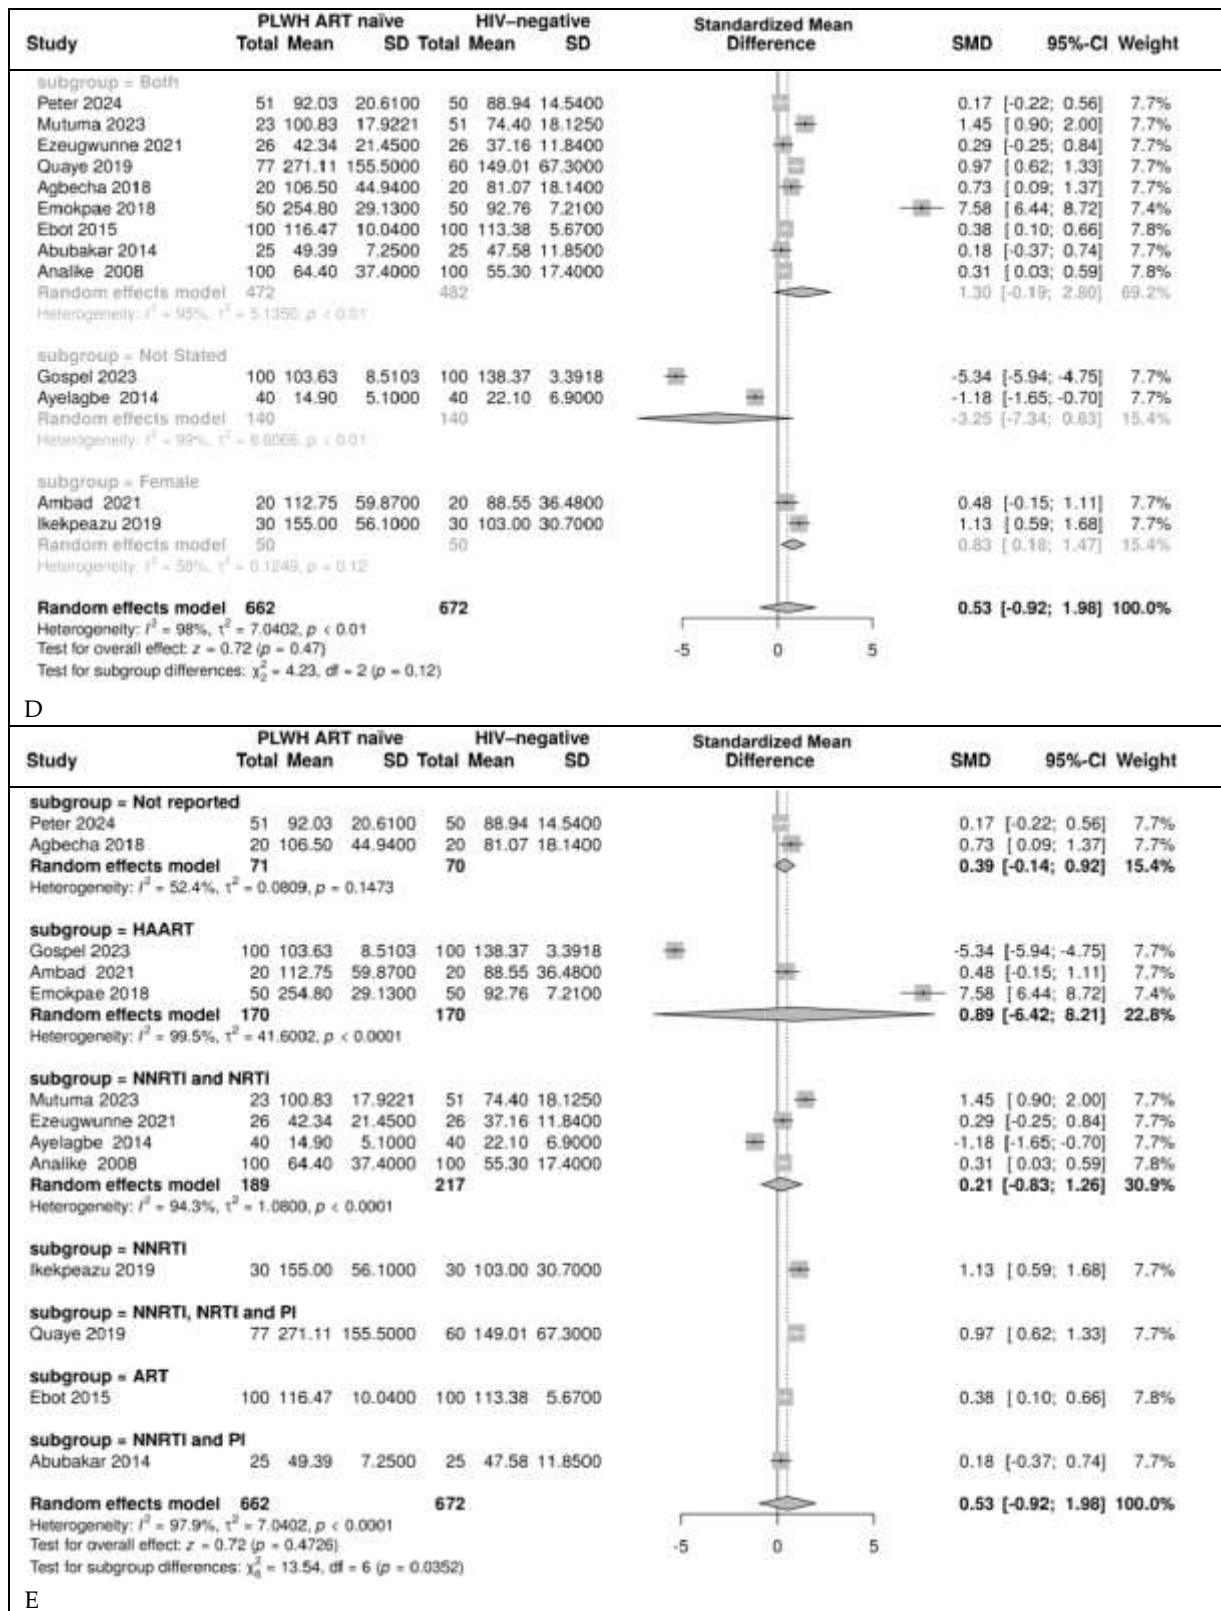 PLWH ART naïve HIV–negative Standardized Mean
Study Total Mean SD Total Mean SD Difference SMD 95%-CI Weight
subgroup = Both
Peter 2024 51 92.03 20.6100 50 88.94 14.5400 0.17 [-0.22; 0.56] 7.7%
Mutuma 2023 23 100.83 17.9221 51 74.40 18.1250 1.45 [ 0.90; 2.00] 7.7%
Ezeugwunne 2021 26 42.34 21.4500 26 37.16 11.8400 0.29 [-0.25; 0.84] 7.7%
Quaye 2019 77 271.11 155.5000 60 149.01 67.3000 0.97 [ 0.62; 1.33] 7.7%
Agbecha 2018 20 106.50 44.9400 20 81.07 18.1400 0.73 [ 0.09; 1.37] 7.7%
Emokpae 2018 50 254.80 29.1300 50 92.76 7.2100 7.58 [ 6.44; 8.72] 7.4%
Ebot 2015 100 116.47 10.0400 100 113.38 5.6700 0.38 [ 0.10; 0.66] 7.8%
Abubakar 2014 25 49.39 7.2500 25 47.58 11.8500 0.18 [-0.37; 0.74] 7.7%
Analike 2008 100 64.40 37.4000 100 55.30 17.4000 0.31 [ 0.03; 0.59] 7.8%
Random effects model 472 482 1.30 [-0.19; 2.80] 69.2%
Heterogeneity: I² = 95%, τ² = 5.1350, p < 0.01
subgroup = Not Stated
Gospel 2023 100 103.63 8.5103 100 138.37 3.3918 -5.34 [-5.94; -4.75] 7.7%
Ayelagbe 2014 40 14.90 5.1000 40 22.10 6.9000 -1.18 [-1.65; -0.70] 7.7%
Random effects model 140 140 -3.25 [-7.34; 0.83] 15.4%
Heterogeneity: I² = 99%, τ² = p < 0.01
subgroup = Female
Ambad 2021 20 112.75 59.8700 20 88.55 36.4800 0.48 [-0.15; 1.11] 7.7%
Ikekpeazu 2019 30 155.00 56.1000 30 103.00 30.7000 1.13 [ 0.59; 1.68] 7.7%
Random effects model 50 50 0.83 [ 0.18; 1.47] 15.4%
Heterogeneity: I² = 58%, τ² = 0.1249, p = 0.12
Random effects model 662 672 0.53 [-0.92; 1.98] 100.0%
Heterogeneity: I² = 98%, τ² = 7.0402, p < 0.01
Test for overall effect: z = 0.72 (p = 0.47)
Test for subgroup differences: χ²₂ = 4.23, df = 2 (p = 0.12)
-5 0 5
D
PLWH ART naïve HIV–negative Standardized Mean
Study Total Mean SD Total Mean SD Difference SMD 95%-CI Weight
subgroup = Not reported
Peter 2024 51 92.03 20.6100 50 88.94 14.5400 0.17 [-0.22; 0.56] 7.7%
Agbecha 2018 20 106.50 44.9400 20 81.07 18.1400 0.73 [ 0.09; 1.37] 7.7%
Random effects model 71 70 0.39 [-0.14; 0.92] 15.4%
Heterogeneity: I² = 52.4%, τ² = 0.0809, p = 0.1473
subgroup = HAART
Gospel 2023 100 103.63 8.5103 100 138.37 3.3918 -5.34 [-5.94; -4.75] 7.7%
Ambad 2021 20 112.75 59.8700 20 88.55 36.4800 0.48 [-0.15; 1.11] 7.7%
Emokpae 2018 50 254.80 29.1300 50 92.76 7.2100 7.58 [ 6.44; 8.72] 7.4%
Random effects model 170 170 0.89 [-6.42; 8.21] 22.8%
Heterogeneity: I² = 99.5%, τ² = 41.6002, p < 0.0001
subgroup = NNRTI and NRTI
Mutuma 2023 23 100.83 17.9221 51 74.40 18.1250 1.45 [ 0.90; 2.00] 7.7%
Ezeugwunne 2021 26 42.34 21.4500 26 37.16 11.8400 0.29 [-0.25; 0.84] 7.7%
Ayelagbe 2014 40 14.90 5.1000 40 22.10 6.9000 -1.18 [-1.65; -0.70] 7.7%
Analike 2008 100 64.40 37.4000 100 55.30 17.4000 0.31 [ 0.03; 0.59] 7.8%
Random effects model 189 217 0.21 [-0.83; 1.26] 30.9%
Heterogeneity: I² = 94.3%, τ² = 1.0800, p < 0.0001
subgroup = NNRTI
Ikekpeazu 2019 30 155.00 56.1000 30 103.00 30.7000 1.13 [ 0.59; 1.68] 7.7%
subgroup = NNRTI, NRTI and PI
Quaye 2019 77 271.11 155.5000 60 149.01 67.3000 0.97 [ 0.62; 1.33] 7.7%
subgroup = ART
Ebot 2015 100 116.47 10.0400 100 113.38 5.6700 0.38 [ 0.10; 0.66] 7.8%
subgroup = NNRTI and PI
Abubakar 2014 25 49.39 7.2500 25 47.58 11.8500 0.18 [-0.37; 0.74] 7.7%
Random effects model 662 672 0.53 [-0.92; 1.98] 100.0%
Heterogeneity: I² = 97.9%, τ² = 7.0402, p < 0.0001
Test for overall effect: z = 0.72 (p = 0.4726)
Test for subgroup differences: χ²₆ = 13.54, df = 6 (p = 0.0352)
-5 0 5
E